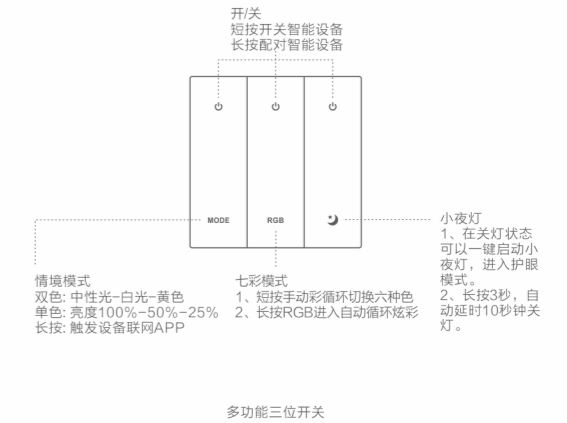 开/关
短按开关智能设备
长按配对智能设备
MODE
RGB
小夜灯
1、在关灯状态
可以一键启动小
夜灯，进入护眼
模式。
2、长按3秒，自
动延时10秒钟关
灯。
情境模式
双色: 中性光-白光-黄色
单色: 亮度100%-50%-25%
长按: 触发设备联网APP
七彩模式
1、短按手动彩循环切换六种色
2、长按RGB进入自动循环炫彩
多功能三位开关